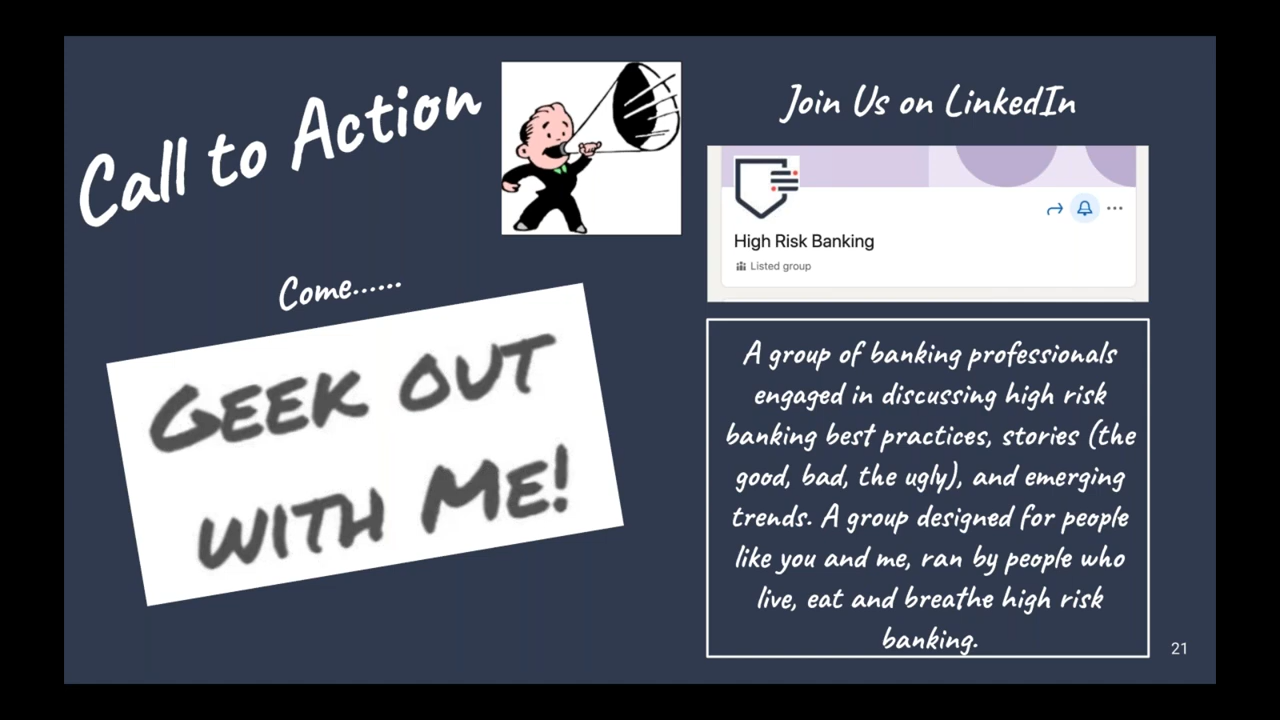 Call to Action
Come......
GEEK OUT
WITH ME!
Join Us on LinkedIn
High Risk Banking
Listed group
A group of banking professionals
engaged in discussing high risk
banking best practices, stories (the
good, bad, the ugly), and emerging
trends. A group designed for people
like you and me, ran by people who
live, eat and breathe high risk
banking.
21